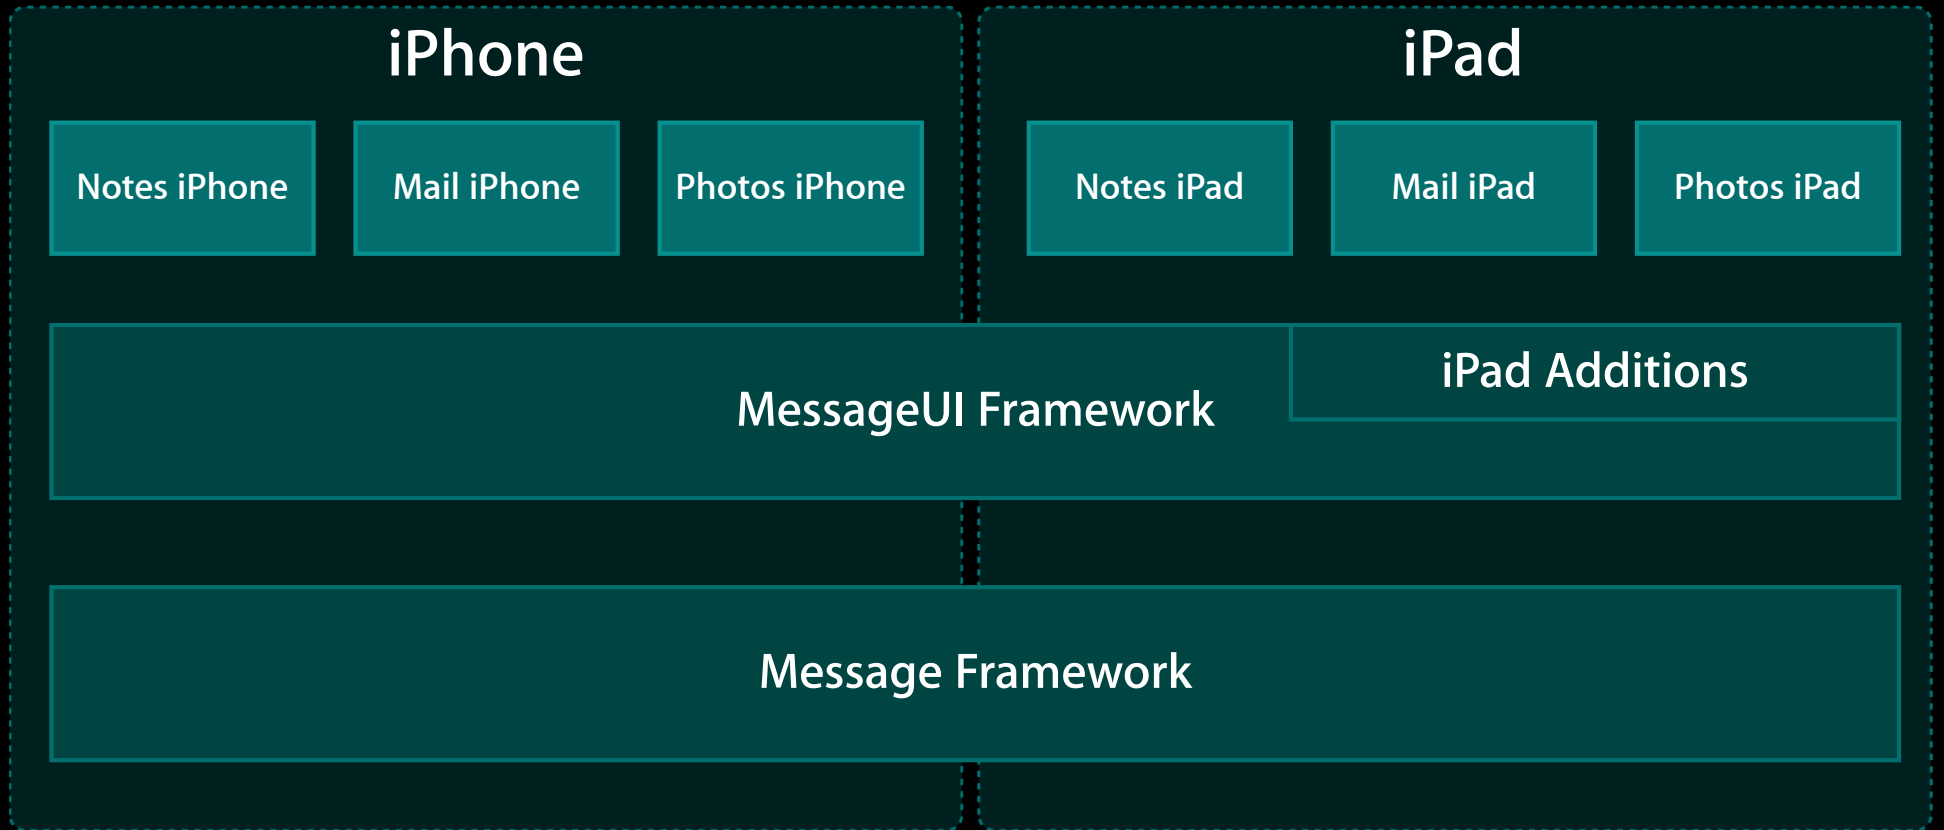 iPhone
iPad
Notes iPhone
Mail iPhone
Photos iPhone
Notes iPad
Mail iPad
Photos iPad
iPad Additions
MessageUI Framework
Message Framework